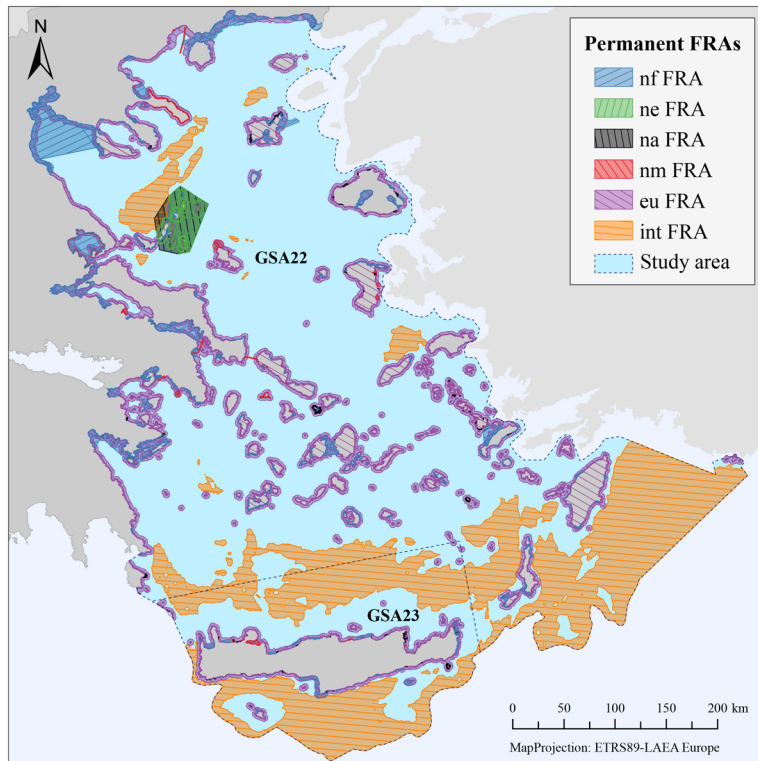 N
Permanent FRAs
nf FRA
ne FRA
na FRA
nm FRA
eu FRA
int FRA
Study area
GSA22
GSA23
0 50 100 150 200 km
MapProjection: ETRS89-LAEA Europe